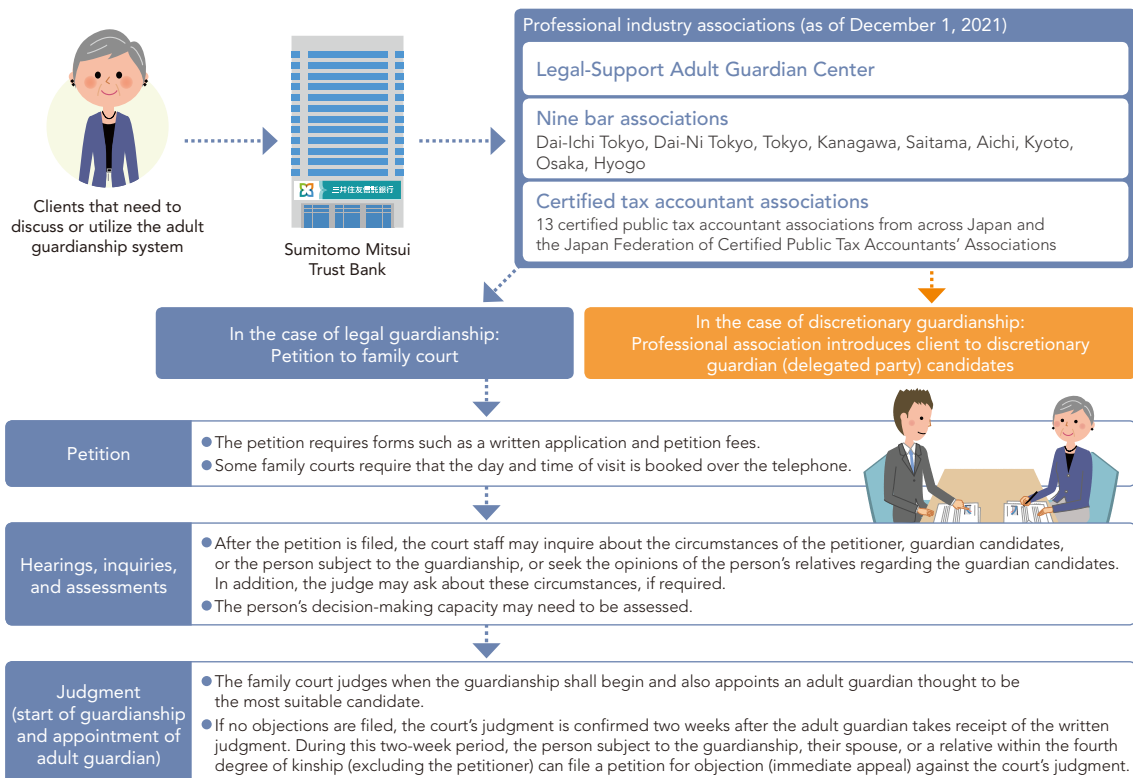 Professional industry associations (as of December 1, 2021)
Legal-Support Adult Guardian Center
Nine bar associations
Dai-Ichi Tokyo, Dai-Ni Tokyo, Tokyo, Kanagawa, Saitama, Aichi, Kyoto,
Osaka, Hyogo
Certified tax accountant associations
13 certified public tax accountant associations from across Japan and
the Japan Federation of Certified Public Tax Accountants' Associations
Clients that need to
discuss or utilize the adult
guardianship system
三井住友信託銀行
Sumitomo Mitsui
Trust Bank
In the case of legal guardianship:
Petition to family court
In the case of discretionary guardianship:
Professional association introduces client to discretionary
guardian (delegated party) candidates
Petition
● The petition requires forms such as a written application and petition fees.
● Some family courts require that the day and time of visit is booked over the telephone.
Hearings, inquiries,
and assessments
● After the petition is filed, the court staff may inquire about the circumstances of the petitioner, guardian candidates,
or the person subject to the guardianship, or seek the opinions of the person's relatives regarding the guardian candidates.
In addition, the judge may ask about these circumstances, if required.
● The person's decision-making capacity may need to be assessed.
Judgment
(start of guardianship
and appointment of
adult guardian)
● The family court judges when the guardianship shall begin and also appoints an adult guardian thought to be
the most suitable candidate.
● If no objections are filed, the court's judgment is confirmed two weeks after the adult guardian takes receipt of the written
judgment. During this two-week period, the person subject to the guardianship, their spouse, or a relative within the fourth
degree of kinship (excluding the petitioner) can file a petition for objection (immediate appeal) against the court's judgment.